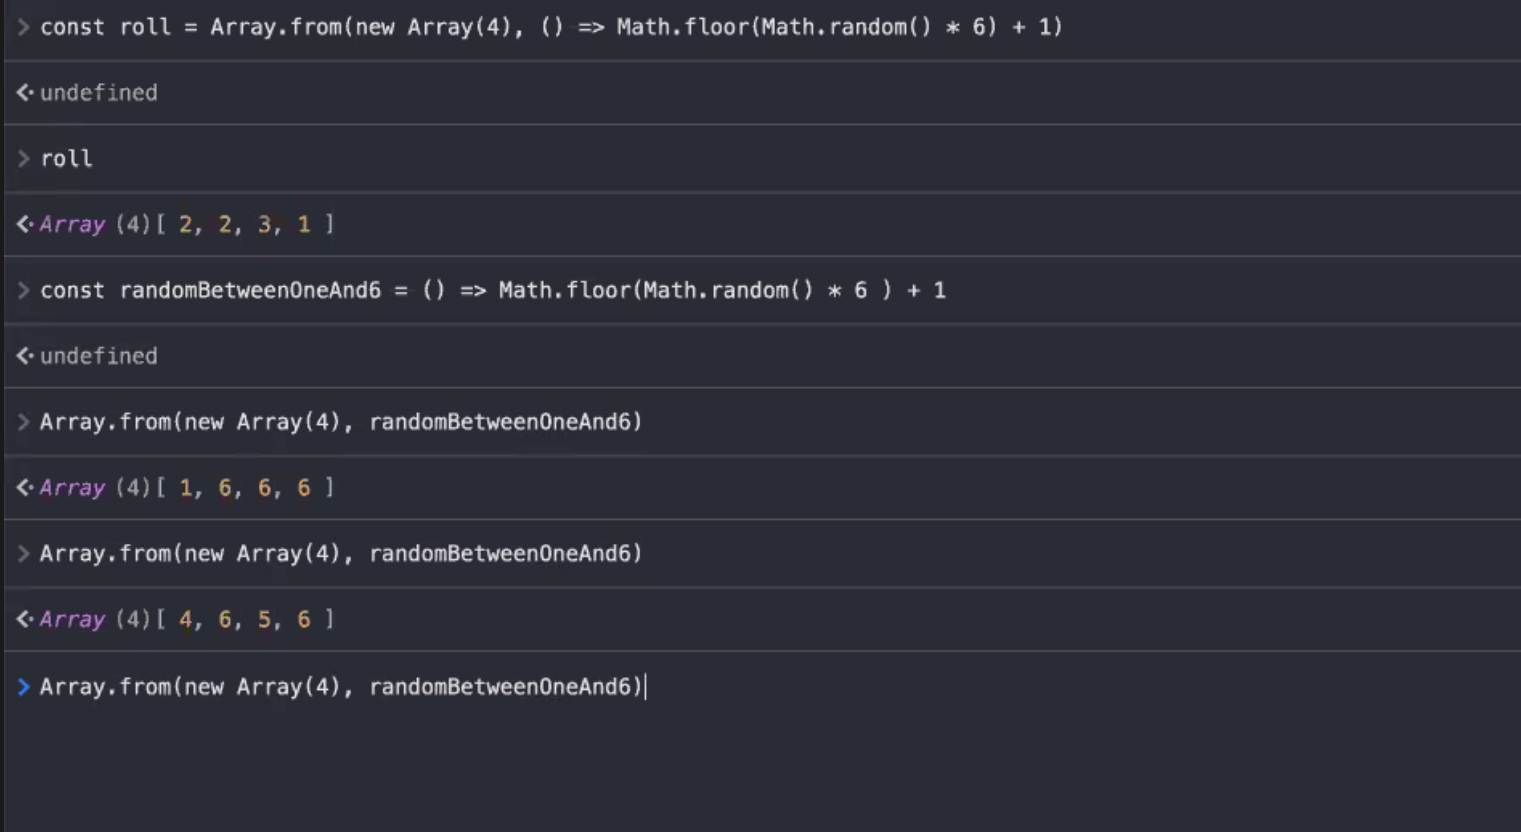 > const roll = Array.from(new Array(4), () => Math.floor(Math.random() * 6) + 1)
undefined
> roll
Array (4)[ 2, 2, 3, 1 ]
> const randomBetweenOneAnd6 = () => Math.floor(Math.random() * 6 ) + 1
undefined
> Array.from(new Array(4), randomBetweenOneAnd6)
Array (4)[ 1, 6, 6, 6 ]
> Array.from(new Array(4), randomBetweenOneAnd6)
Array (4)[ 4, 6, 5, 6 ]
> Array.from(new Array(4), randomBetweenOneAnd6)